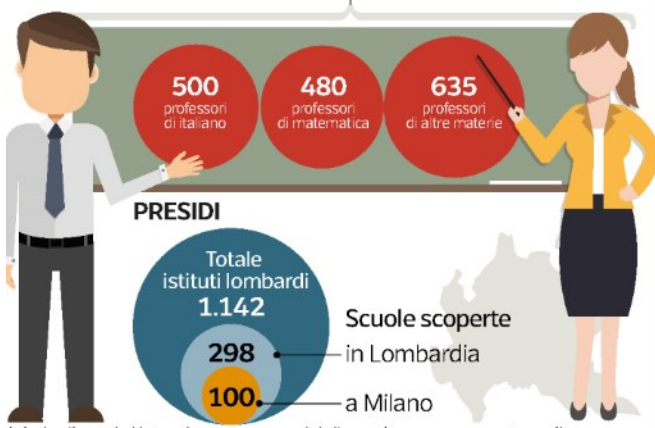 500
professori
di italiano
480
professori
di matematica
635
professori
di altre materie
PRESIDI
Totale
istituti lombardi
1.142
298
100
Scuole scoperte
in Lombardia
a Milano